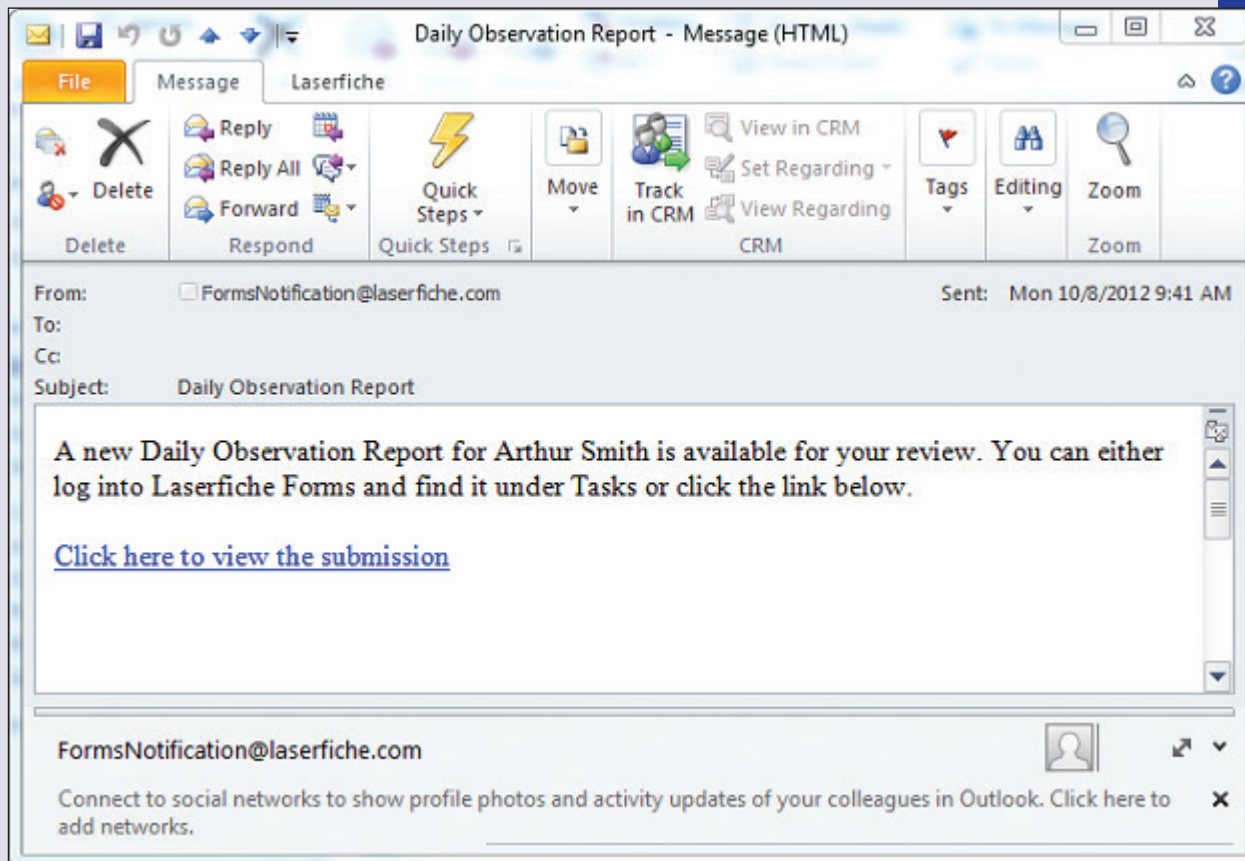 Daily Observation Report - Message (HTML)
File Message Laserfiche
Reply
Reply All
Forward
Delete
Quick
Steps
Move
Track
in CRM
View in CRM
Set Regarding
View Regarding
Tags
Editing
Zoom
Delete Respond Quick Steps CRM Zoom
From: FormsNotification@laserfiche.com Sent: Mon 10/8/2012 9:41 AM
To:
Cc:
Subject: Daily Observation Report
A new Daily Observation Report for Arthur Smith is available for your review. You can either
log into Laserfiche Forms and find it under Tasks or click the link below.
Click here to view the submission
FormsNotification@laserfiche.com
Connect to social networks to show profile photos and activity updates of your colleagues in Outlook. Click here to
add networks.